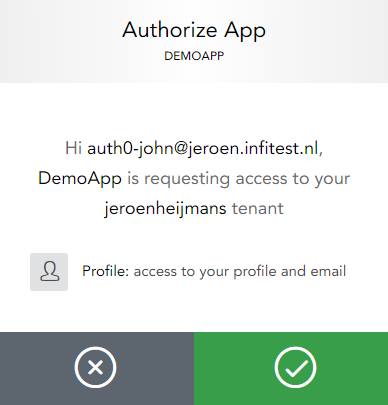 Authorize App
DEMOAPP
Hi auth0-john@jeroen.infitest.nl,
DemoApp is requesting access to your
jeroenheijmans tenant
Profile: access to your profile and email